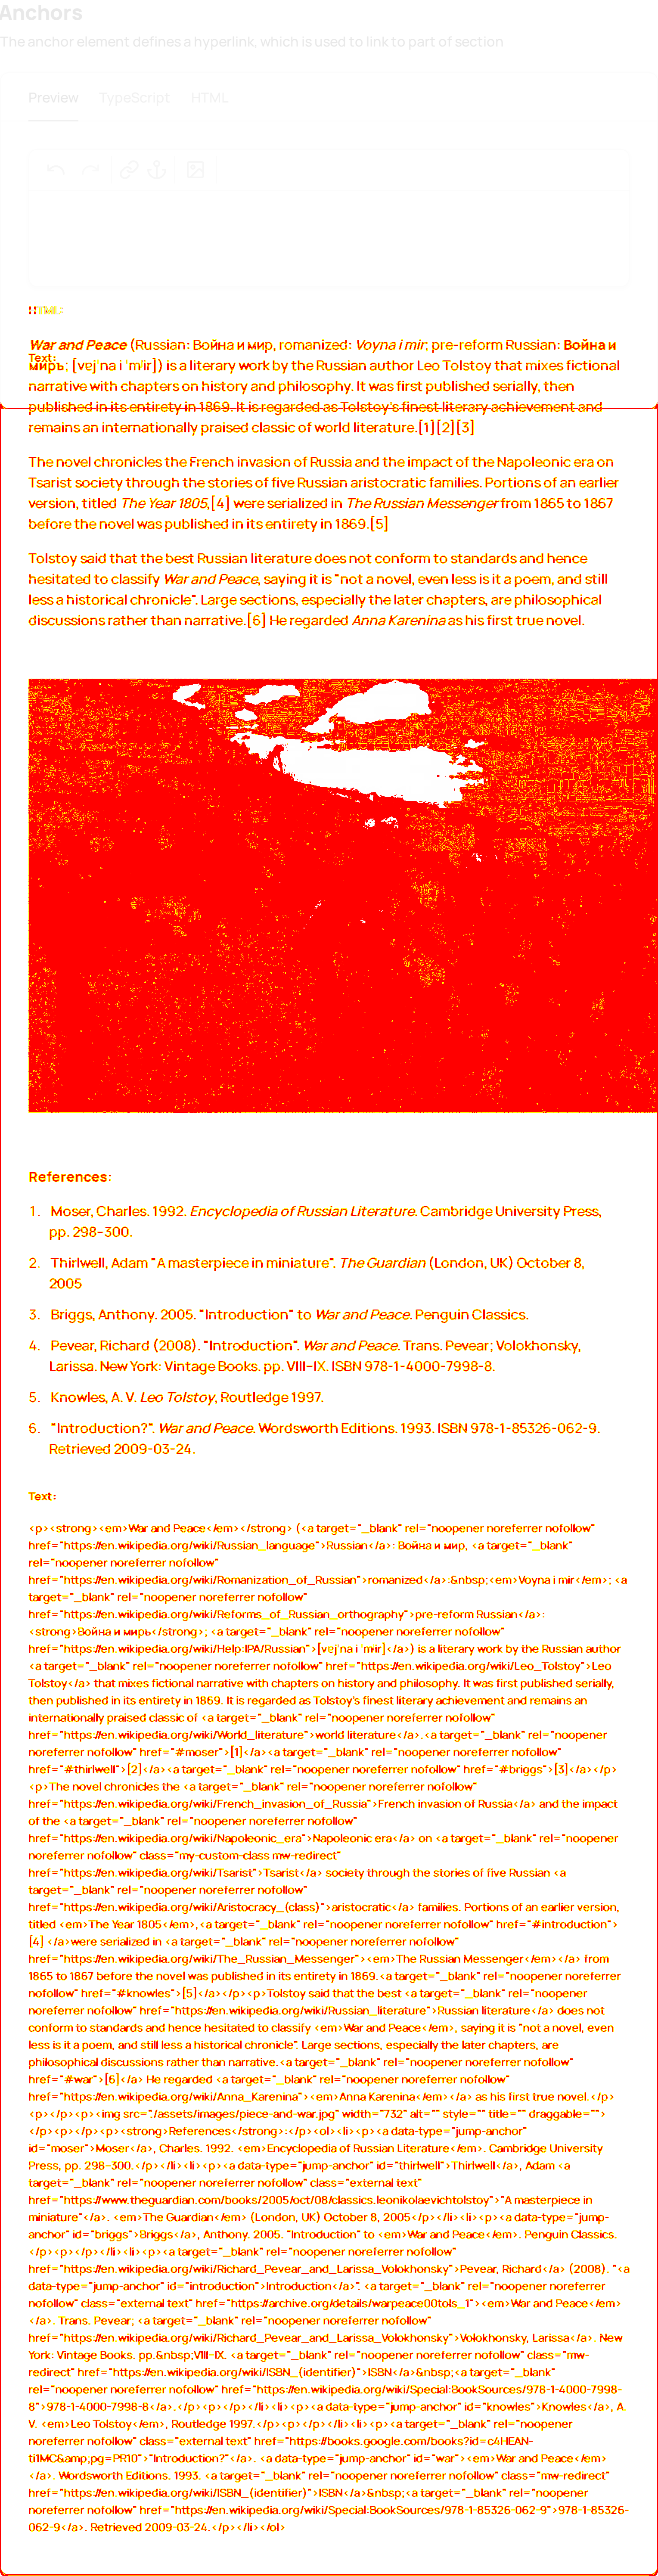 Anchors
The anchor element defines a hyperlink, which is used to link to part of section
Preview TypeScript HTML
HTML:
War and Peace (Russian: Война и мир, romanized: Voyna i mir; pre-reform Russian: Война и
Text:
миръ; [vɐjˈna i ˈmʲir]) is a literary work by the Russian author Leo Tolstoy that mixes fictional
narrative with chapters on history and philosophy. It was first published serially, then
published in its entirety in 1869. It is regarded as Tolstoy's finest literary achievement and
remains an internationally praised classic of world literature.[1][2][3]
The novel chronicles the French invasion of Russia and the impact of the Napoleonic era on
Tsarist society through the stories of five Russian aristocratic families. Portions of an earlier
version, titled The Year 1805,[4] were serialized in The Russian Messenger from 1865 to 1867
before the novel was published in its entirety in 1869.[5]
Tolstoy said that the best Russian literature does not conform to standards and hence
hesitated to classify War and Peace, saying it is "not a novel, even less is it a poem, and still
less a historical chronicle". Large sections, especially the later chapters, are philosophical
discussions rather than narrative.[6] He regarded Anna Karenina as his first true novel.
References:
1. Moser, Charles. 1992. Encyclopedia of Russian Literature. Cambridge University Press,
pp. 298–300.
2. Thirlwell, Adam "A masterpiece in miniature". The Guardian (London, UK) October 8,
2005
3. Briggs, Anthony. 2005. "Introduction" to War and Peace. Penguin Classics.
4. Pevear, Richard (2008). "Introduction". War and Peace. Trans. Pevear; Volokhonsky,
Larissa. New York: Vintage Books. pp. VIII–IX. ISBN 978-1-4000-7998-8.
5. Knowles, A. V. Leo Tolstoy, Routledge 1997.
6. "Introduction?". War and Peace. Wordsworth Editions. 1993. ISBN 978-1-85326-062-9.
Retrieved 2009-03-24.
Text:
<p><strong><em>War and Peace</em></strong> (<a target="_blank" rel="noopener noreferrer nofollow"
href="https://en.wikipedia.org/wiki/Russian_language">Russian</a>: Война и мир, <a target="_blank"
rel="noopener noreferrer nofollow"
href="https://en.wikipedia.org/wiki/Romanization_of_Russian">romanized</a>:&nbsp;<em>Voyna i mir</em>; <a
target="_blank" rel="noopener noreferrer nofollow"
href="https://en.wikipedia.org/wiki/Reforms_of_Russian_orthography">pre-reform Russian</a>:
<strong>Война и миръ</strong>; <a target="_blank" rel="noopener noreferrer nofollow"
href="https://en.wikipedia.org/wiki/Help:IPA/Russian">[vɐjˈna i ˈmʲir]</a>) is a literary work by the Russian author
<a target="_blank" rel="noopener noreferrer nofollow" href="https://en.wikipedia.org/wiki/Leo_Tolstoy">Leo
Tolstoy</a> that mixes fictional narrative with chapters on history and philosophy. It was first published serially,
then published in its entirety in 1869. It is regarded as Tolstoy's finest literary achievement and remains an
internationally praised classic of <a target="_blank" rel="noopener noreferrer nofollow"
href="https://en.wikipedia.org/wiki/World_literature">world literature</a>.<a target="_blank" rel="noopener
noreferrer nofollow" href="#moser">[1]</a><a target="_blank" rel="noopener noreferrer nofollow"
href="#thirlwell">[2]</a><a target="_blank" rel="noopener noreferrer nofollow" href="#briggs">[3]</a></p>
<p>The novel chronicles the <a target="_blank" rel="noopener noreferrer nofollow"
href="https://en.wikipedia.org/wiki/French_invasion_of_Russia">French invasion of Russia</a> and the impact
of the <a target="_blank" rel="noopener noreferrer nofollow"
href="https://en.wikipedia.org/wiki/Napoleonic_era">Napoleonic era</a> on <a target="_blank" rel="noopener
noreferrer nofollow" class="my-custom-class mw-redirect"
href="https://en.wikipedia.org/wiki/Tsarist">Tsarist</a> society through the stories of five Russian <a
target="_blank" rel="noopener noreferrer nofollow"
href="https://en.wikipedia.org/wiki/Aristocracy_(class)">aristocratic</a> families. Portions of an earlier version,
titled <em>The Year 1805</em>,<a target="_blank" rel="noopener noreferrer nofollow" href="#introduction">
[4] </a>were serialized in <a target="_blank" rel="noopener noreferrer nofollow"
href="https://en.wikipedia.org/wiki/The_Russian_Messenger"><em>The Russian Messenger</em></a> from
1865 to 1867 before the novel was published in its entirety in 1869.<a target="_blank" rel="noopener noreferrer
nofollow" href="#knowles">[5]</a></p><p>Tolstoy said that the best <a target="_blank" rel="noopener
noreferrer nofollow" href="https://en.wikipedia.org/wiki/Russian_literature">Russian literature</a> does not
conform to standards and hence hesitated to classify <em>War and Peace</em>, saying it is "not a novel, even
less is it a poem, and still less a historical chronicle". Large sections, especially the later chapters, are
philosophical discussions rather than narrative.<a target="_blank" rel="noopener noreferrer nofollow"
href="#war">[6]</a> He regarded <a target="_blank" rel="noopener noreferrer nofollow"
href="https://en.wikipedia.org/wiki/Anna_Karenina"><em>Anna Karenina</em></a> as his first true novel.</p>
<p></p><p><img src="./assets/images/piece-and-war.jpg" width="732" alt="" style="" title="" draggable="">
</p><p></p><p><strong>References</strong>:</p><ol><li><p><a data-type="jump-anchor"
id="moser">Moser</a>, Charles. 1992. <em>Encyclopedia of Russian Literature</em>. Cambridge University
Press, pp. 298–300.</p></li><li><p><a data-type="jump-anchor" id="thirlwell">Thirlwell</a>, Adam <a
target="_blank" rel="noopener noreferrer nofollow" class="external text"
href="https://www.theguardian.com/books/2005/oct/08/classics.leonikolaevichtolstoy">"A masterpiece in
miniature"</a>. <em>The Guardian</em> (London, UK) October 8, 2005</p></li><li><p><a data-type="jump-
anchor" id="briggs">Briggs</a>, Anthony. 2005. "Introduction" to <em>War and Peace</em>. Penguin Classics.
</p><p></p></li><li><p><a target="_blank" rel="noopener noreferrer nofollow"
href="https://en.wikipedia.org/wiki/Richard_Pevear_and_Larissa_Volokhonsky">Pevear, Richard</a> (2008). "<a
data-type="jump-anchor" id="introduction">Introduction</a>". <a target="_blank" rel="noopener noreferrer
nofollow" class="external text" href="https://archive.org/details/warpeace00tols_1"><em>War and Peace</em>
</a>. Trans. Pevear; <a target="_blank" rel="noopener noreferrer nofollow"
href="https://en.wikipedia.org/wiki/Richard_Pevear_and_Larissa_Volokhonsky">Volokhonsky, Larissa</a>. New
York: Vintage Books. pp.&nbsp;VIII–IX. <a target="_blank" rel="noopener noreferrer nofollow" class="mw-
redirect" href="https://en.wikipedia.org/wiki/ISBN_(identifier)">ISBN</a>&nbsp;<a target="_blank"
rel="noopener noreferrer nofollow" href="https://en.wikipedia.org/wiki/Special:BookSources/978-1-4000-7998-
8">978-1-4000-7998-8</a>.</p><p></p></li><li><p><a data-type="jump-anchor" id="knowles">Knowles</a>, A.
V. <em>Leo Tolstoy</em>, Routledge 1997.</p><p></p></li><li><p><a target="_blank" rel="noopener
noreferrer nofollow" class="external text" href="https://books.google.com/books?id=c4HEAN-
ti1MC&amp;pg=PR10">"Introduction?"</a>. <a data-type="jump-anchor" id="war"><em>War and Peace</em>
</a>. Wordsworth Editions. 1993. <a target="_blank" rel="noopener noreferrer nofollow" class="mw-redirect"
href="https://en.wikipedia.org/wiki/ISBN_(identifier)">ISBN</a>&nbsp;<a target="_blank" rel="noopener
noreferrer nofollow" href="https://en.wikipedia.org/wiki/Special:BookSources/978-1-85326-062-9">978-1-85326-
062-9</a>. Retrieved 2009-03-24.</p></li></ol>